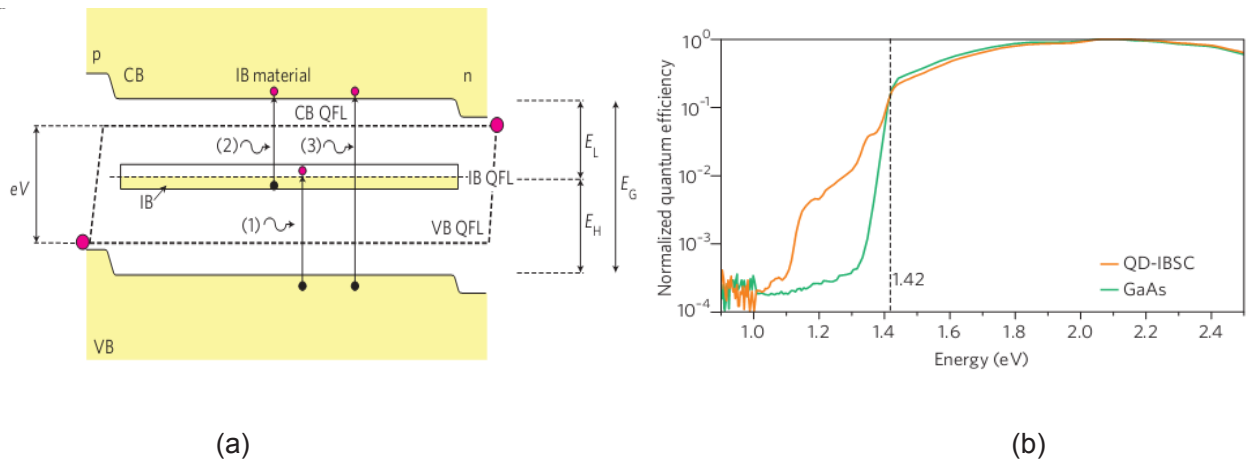 p
CB
IB material
n
CB QFL
(2)
(3)
E_L
eV
IB QFL
E_G
IB
(1)
VB QFL
E_H
VB
(a)
Normalized quantum efficiency
10^0
10^-1
10^-2
10^-3
10^-4
1.42
QD-IBSC
GaAs
1.0 1.2 1.4 1.6 1.8 2.0 2.2 2.4
Energy (eV)
(b)